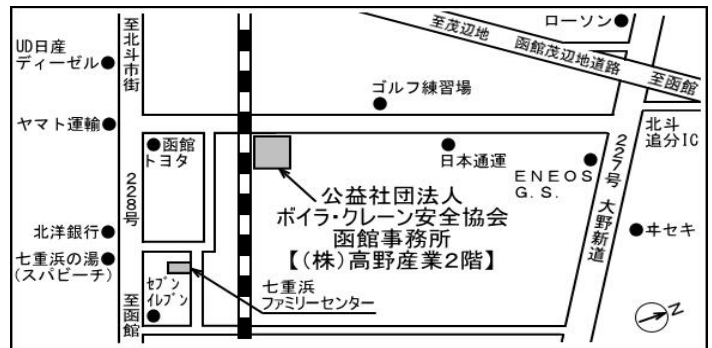 UD日産
ディーゼル
至北斗市街
ヤマト運輸
函館
トヨタ
228号
北洋銀行
七重浜の湯
(スパビーチ)
至函館
セブン
イレブン
七重浜
ファミリーセンター
ゴルフ練習場
日本通運
ENEOS
G.S.
公益社団法人
ボイラ・クレーン安全協会
函館事務所
【(株)高野産業2階】
ローソン
至茂辺地 函館茂辺地道路 至函館
北斗
追分IC
227号 大野新道
ヰセキ
N